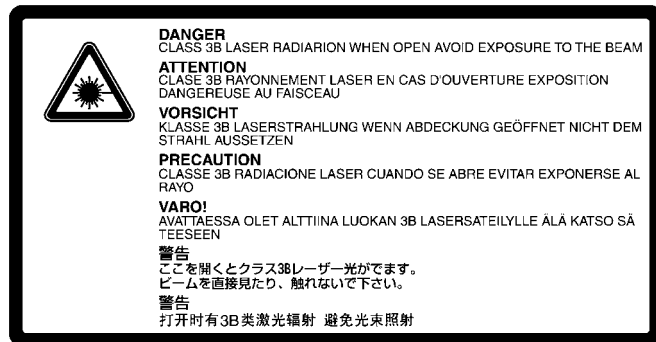 DANGER
CLASS 3B LASER RADIARION WHEN OPEN AVOID EXPOSURE TO THE BEAM
ATTENTION
CLASE 3B RAYONNEMENT LASER EN CAS D'OUVERTURE EXPOSITION
DANGEREUSE AU FAISCEAU
VORSICHT
KLASSE 3B LASERSTRAHLUNG WENN ABDECKUNG GEÖFFNET NICHT DEM
STRAHL AUSSETZEN
PRECAUTION
CLASSE 3B RADIACIONE LASER CUANDO SE ABRE EVITAR EXPONERSE AL
RAYO
VARO!
AVATTAESSA OLET ALTTIINA LUOKAN 3B LASERSATEILYLLE ÄLÄ KATSO SÄ
TEESEEN
警告
ここを開くとクラス3Bレーザー光がでます。
ビームを直接見たり、触れないで下さい。
警告
打开时有3B类激光辐射 避免光束照射